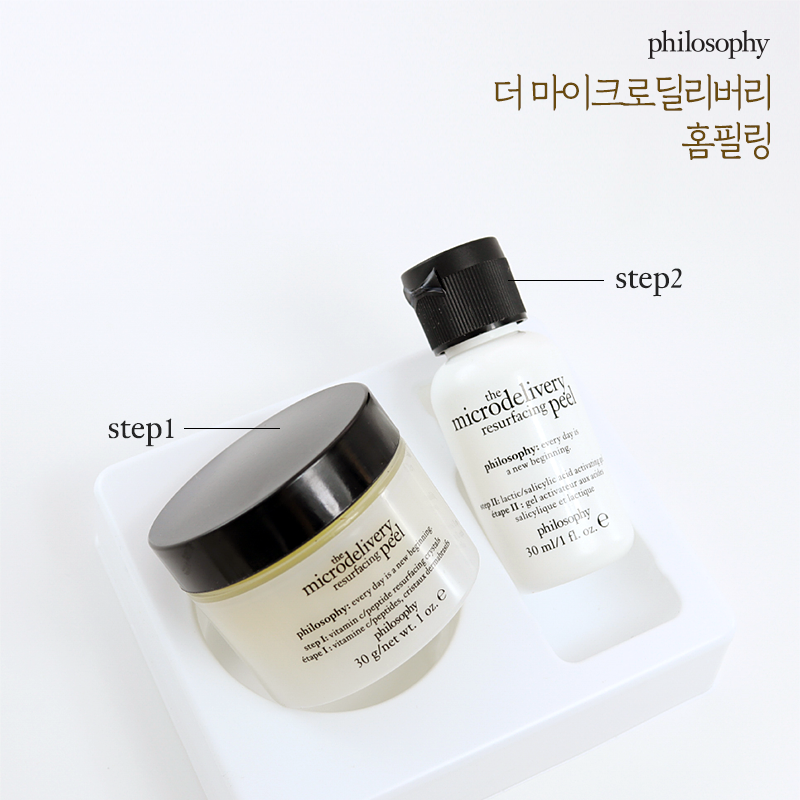 philosophy
더 마이크로딜리버리
홈필링
step2
step1
the
microdelivery
resurfacing peel
philosophy: every day is
a new beginning.
step II: lactic/salicylic acid activating
étape II : gel activateur aux acides
salicylique et lactique
philosophy
30 ml/1 fl. oz. ℮
the
microdelivery
resurfacing peel
philosophy: every day is a new beginning.
step I: vitamin c/peptide resurfacing crystals
étape I : vitamine c/peptides, cristaux dermabrasifs
philosophy
30 g/net wt. 1 oz. ℮